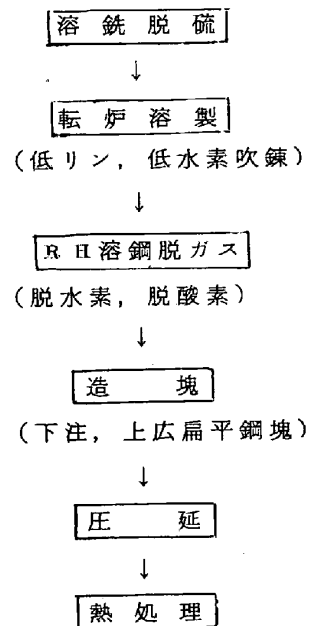 溶銑脱硫
↓
転炉溶製
(低リン，低水素吹錬)
↓
RH溶鋼脱ガス
(脱水素，脱酸素)
↓
造塊
(下注，上広扁平鋼塊)
↓
圧延
↓
熱処理